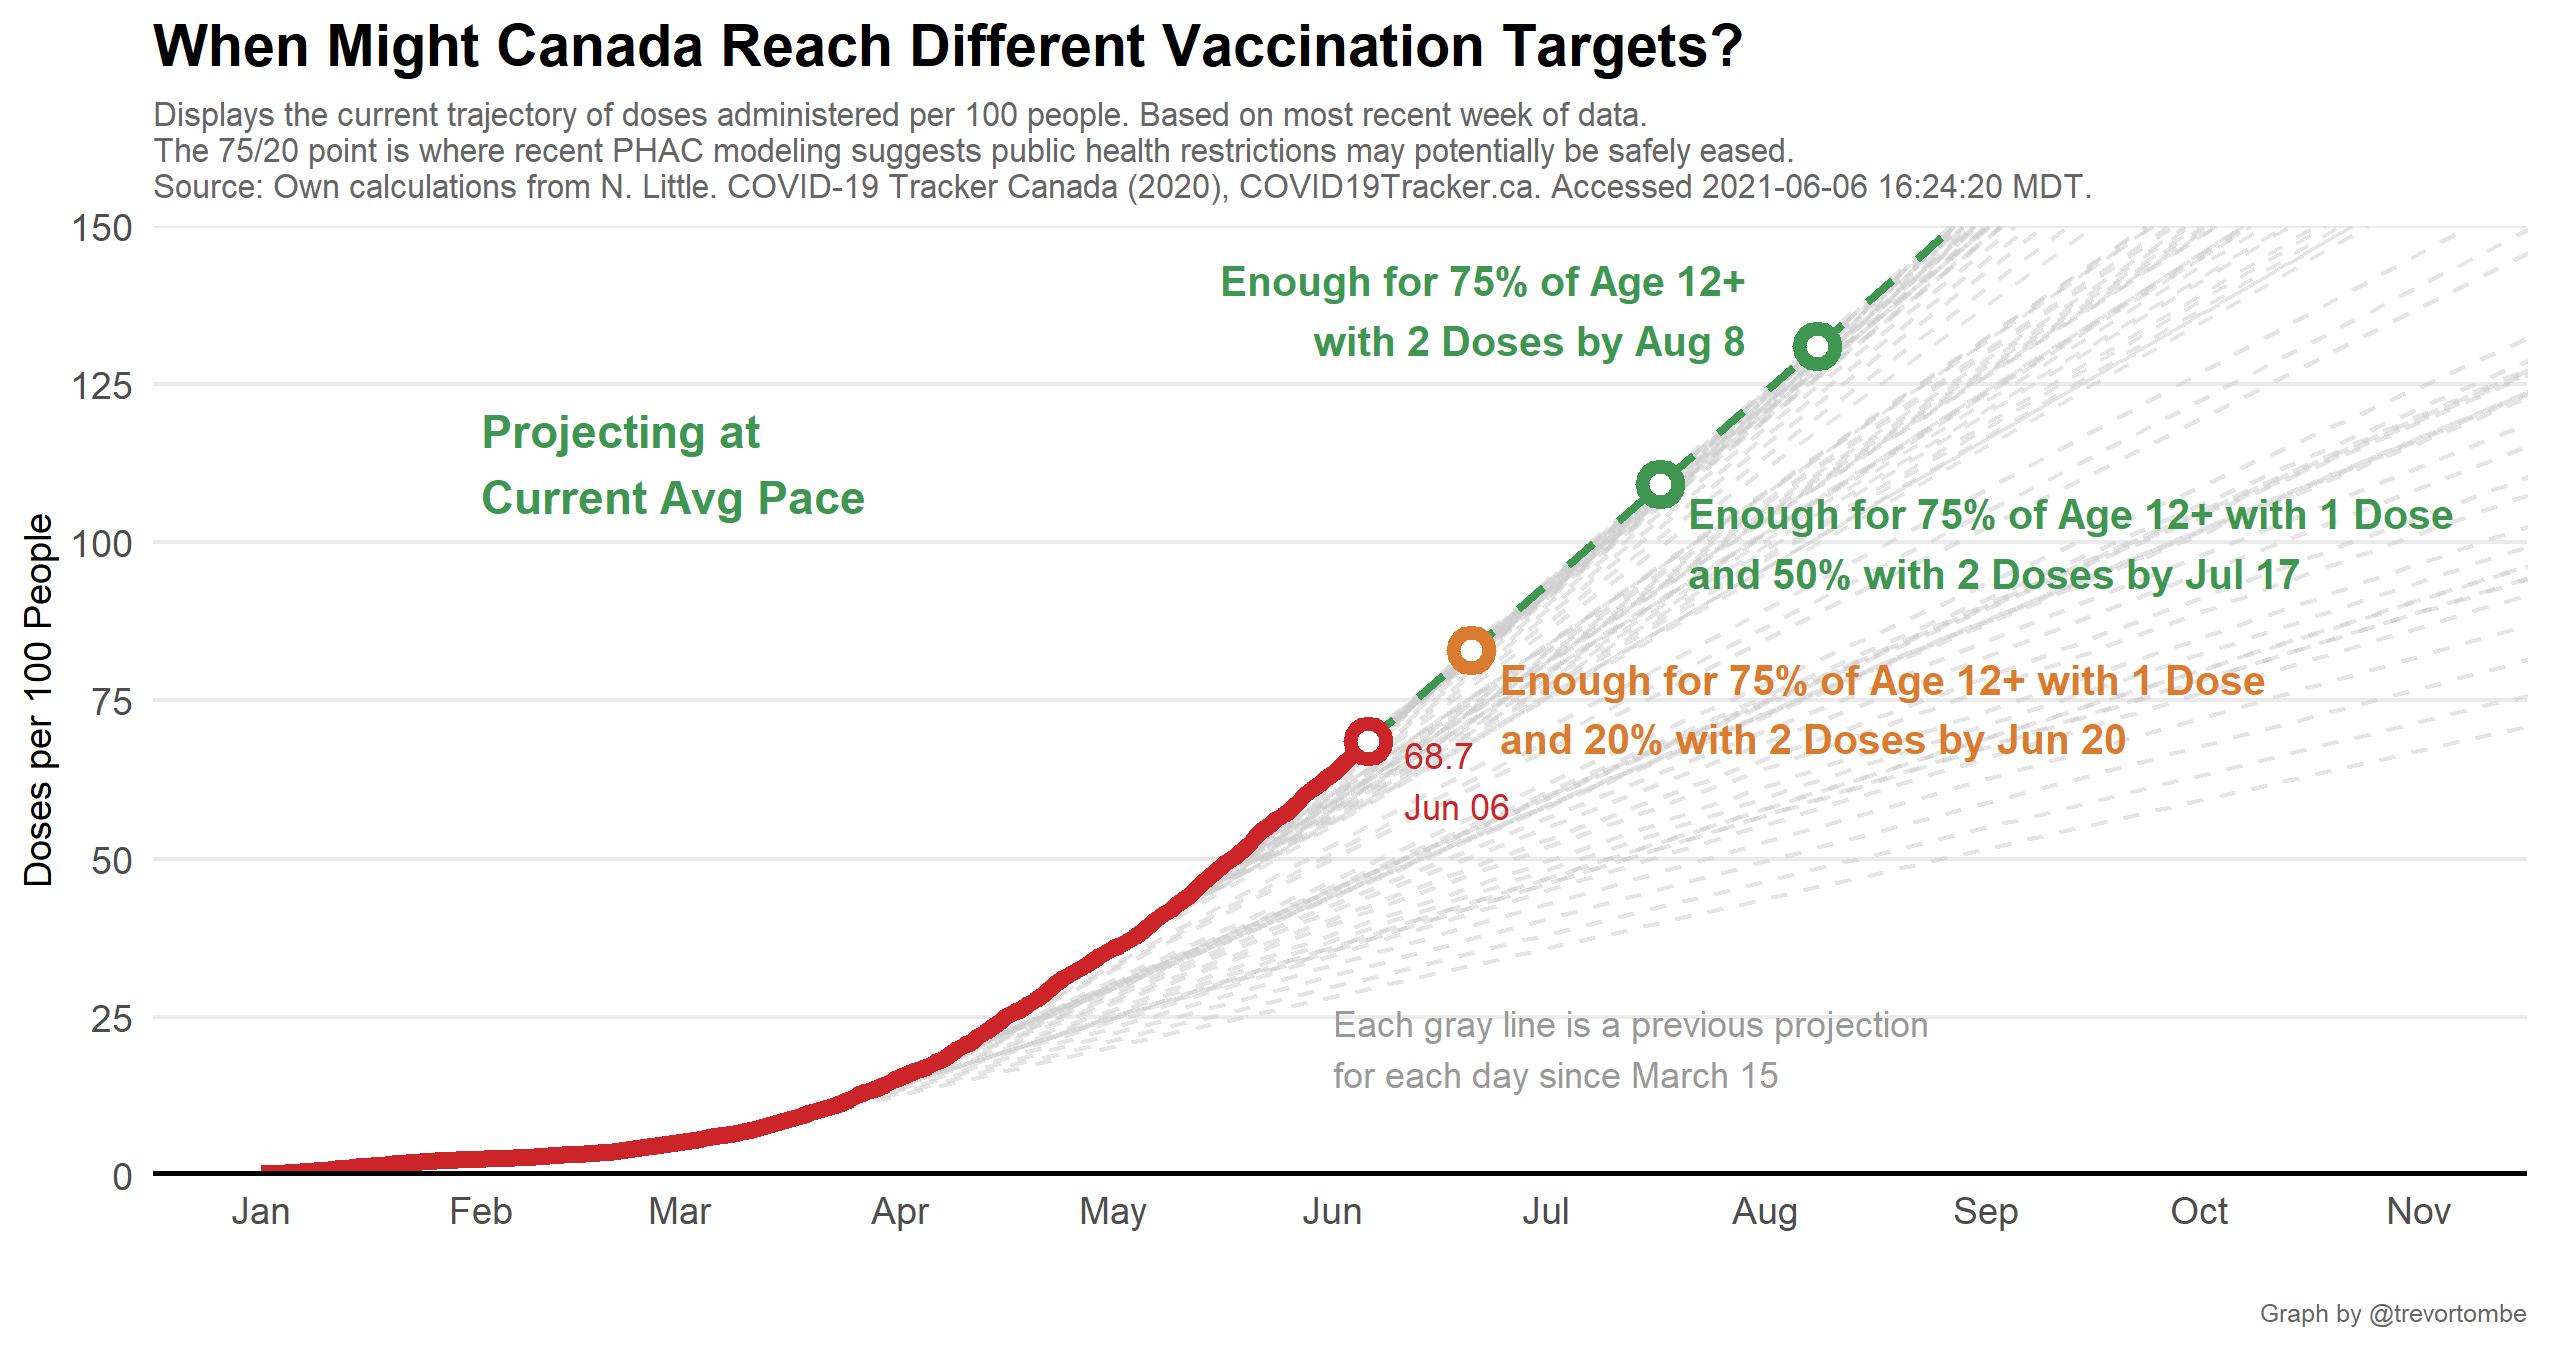 When Might Canada Reach Different Vaccination Targets?
Displays the current trajectory of doses administered per 100 people. Based on most recent week of data.
The 75/20 point is where recent PHAC modeling suggests public health restrictions may potentially be safely eased.
Source: Own calculations from N. Little. COVID-19 Tracker Canada (2020), COVID19Tracker.ca. Accessed 2021-06-06 16:24:20 MDT.
Doses per 100 People
150
125
100
75
50
25
0
Enough for 75% of Age 12+
with 2 Doses by Aug 8
Projecting at
Current Avg Pace
Enough for 75% of Age 12+ with 1 Dose
and 50% with 2 Doses by Jul 17
Enough for 75% of Age 12+ with 1 Dose
and 20% with 2 Doses by Jun 20
68.7
Jun 06
Each gray line is a previous projection
for each day since March 15
Jan Feb Mar Apr May Jun Jul Aug Sep Oct Nov
Graph by @trevortombe